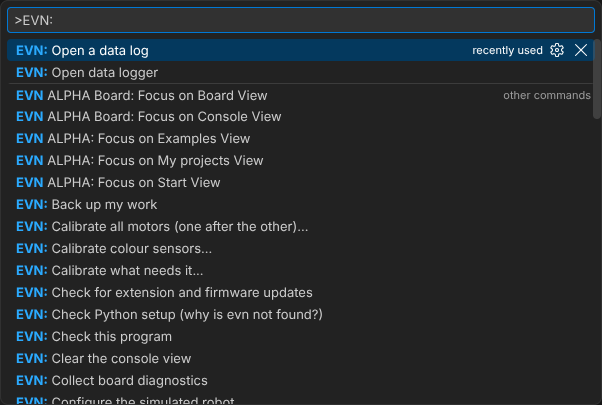 >EVN:
EVN: Open a data log recently used
EVN: Open data logger
EVN ALPHA Board: Focus on Board View other commands
EVN ALPHA Board: Focus on Console View
EVN ALPHA: Focus on Examples View
EVN ALPHA: Focus on My projects View
EVN ALPHA: Focus on Start View
EVN: Back up my work
EVN: Calibrate all motors (one after the other)...
EVN: Calibrate colour sensors...
EVN: Calibrate what needs it...
EVN: Check for extension and firmware updates
EVN: Check Python setup (why is evn not found?)
EVN: Check this program
EVN: Clear the console view
EVN: Collect board diagnostics
EVN: Configure the simulated robot